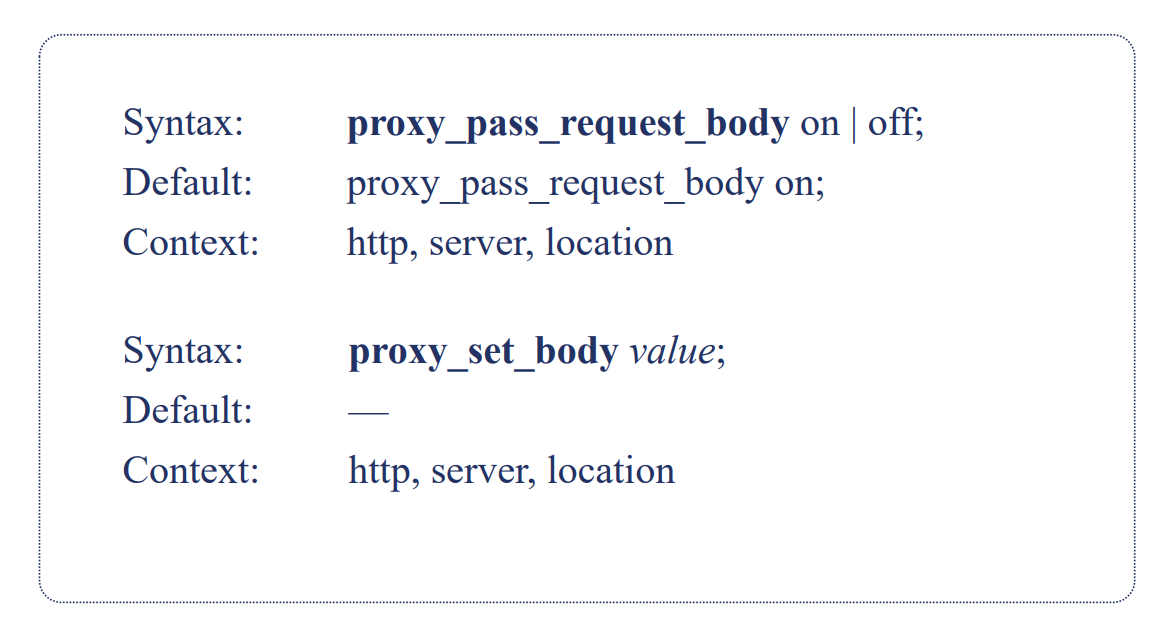 Syntax: proxy_pass_request_body on | off;
Default: proxy_pass_request_body on;
Context: http, server, location
Syntax: proxy_set_body value;
Default: —
Context: http, server, location